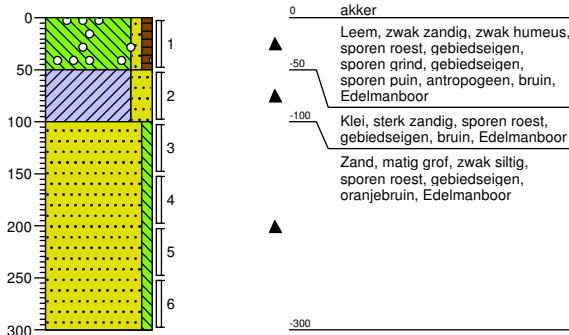 0
50
100
150
200
250
300
1
2
3
4
5
6
0 akker
Leem, zwak zandig, zwak humeus,
sporen roest, gebiedseigen,
sporen grind, gebiedseigen,
sporen puin, antropogeen, bruin,
Edelmanboor
-50
-100
Klei, sterk zandig, sporen roest,
gebiedseigen, bruin, Edelmanboor
Zand, matig grof, zwak siltig,
sporen roest, gebiedseigen,
oranjebruin, Edelmanboor
-300